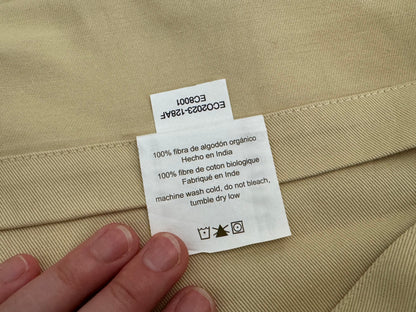 ECO2023-128AF
EC8001
100% fibra de algodón orgánico
Hecho en India
100% fibre de coton biologique
Fabriqué en Inde
machine wash cold, do not bleach,
tumble dry low